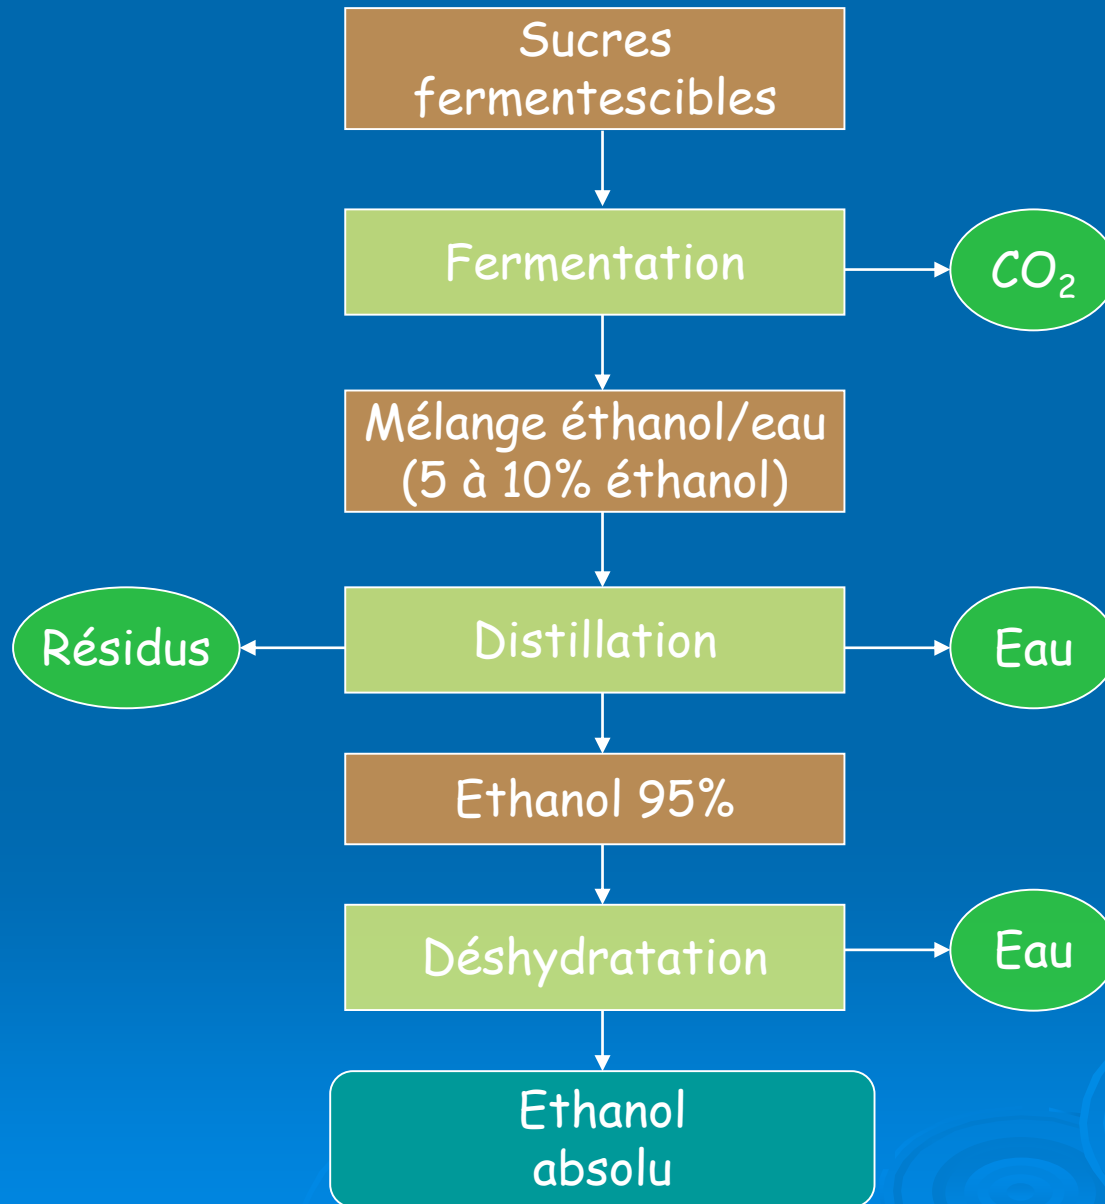 Sucres
fermentescibles
Fermentation
CO₂
Mélange éthanol/eau
(5 à 10% éthanol)
Résidus
Distillation
Eau
Ethanol 95%
Déshydratation
Eau
Ethanol
absolu